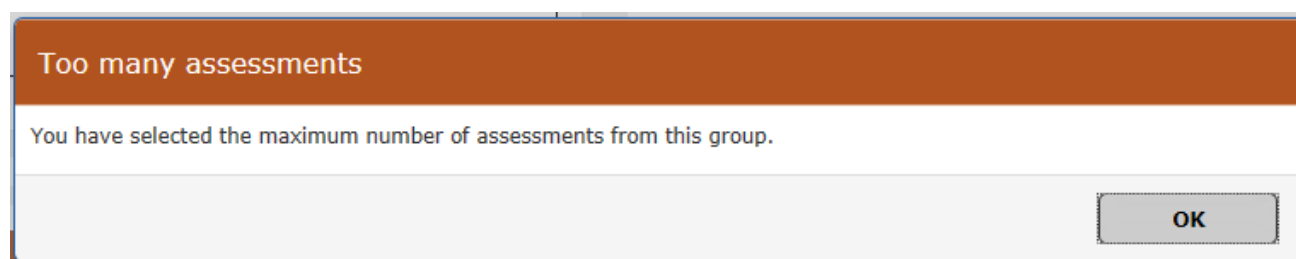 Too many assessments
You have selected the maximum number of assessments from this group.
OK